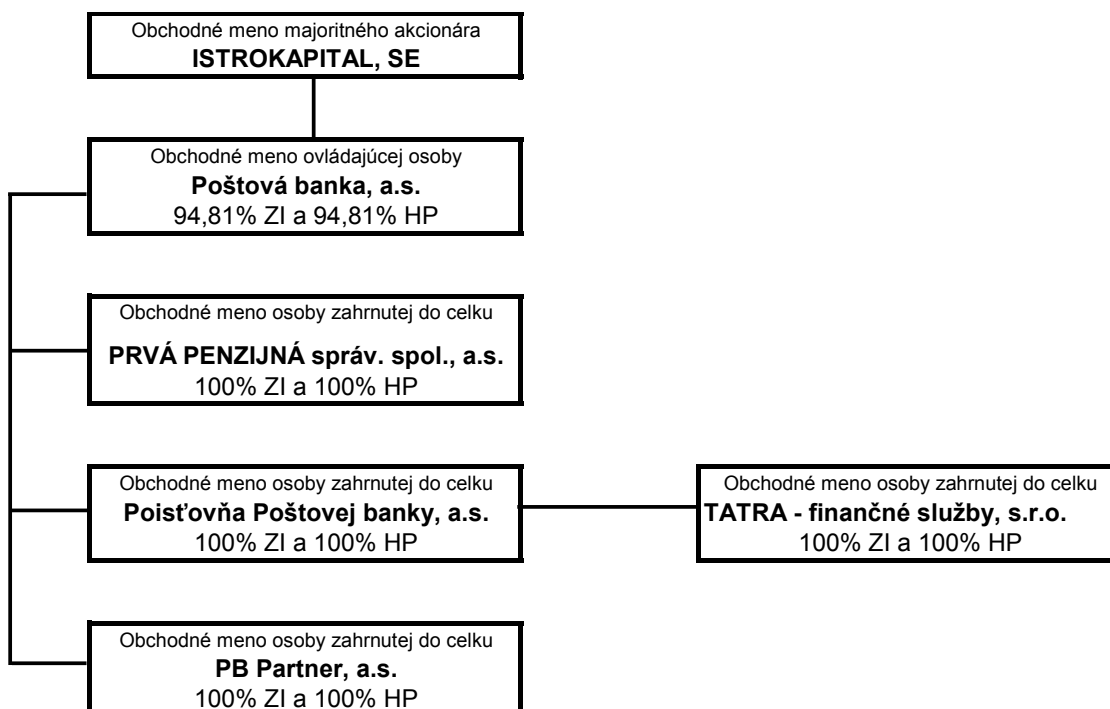 Obchodné meno majoritného akcionára
ISTROKAPITAL, SE
Obchodné meno ovládajúcej osoby
Poštová banka, a.s.
94,81% ZI a 94,81% HP
Obchodné meno osoby zahrnutej do celku
PRVÁ PENZIJNÁ správ. spol., a.s.
100% ZI a 100% HP
Obchodné meno osoby zahrnutej do celku
Poisťovňa Poštovej banky, a.s.
100% ZI a 100% HP
Obchodné meno osoby zahrnutej do celku
TATRA - finančné služby, s.r.o.
100% ZI a 100% HP
Obchodné meno osoby zahrnutej do celku
PB Partner, a.s.
100% ZI a 100% HP